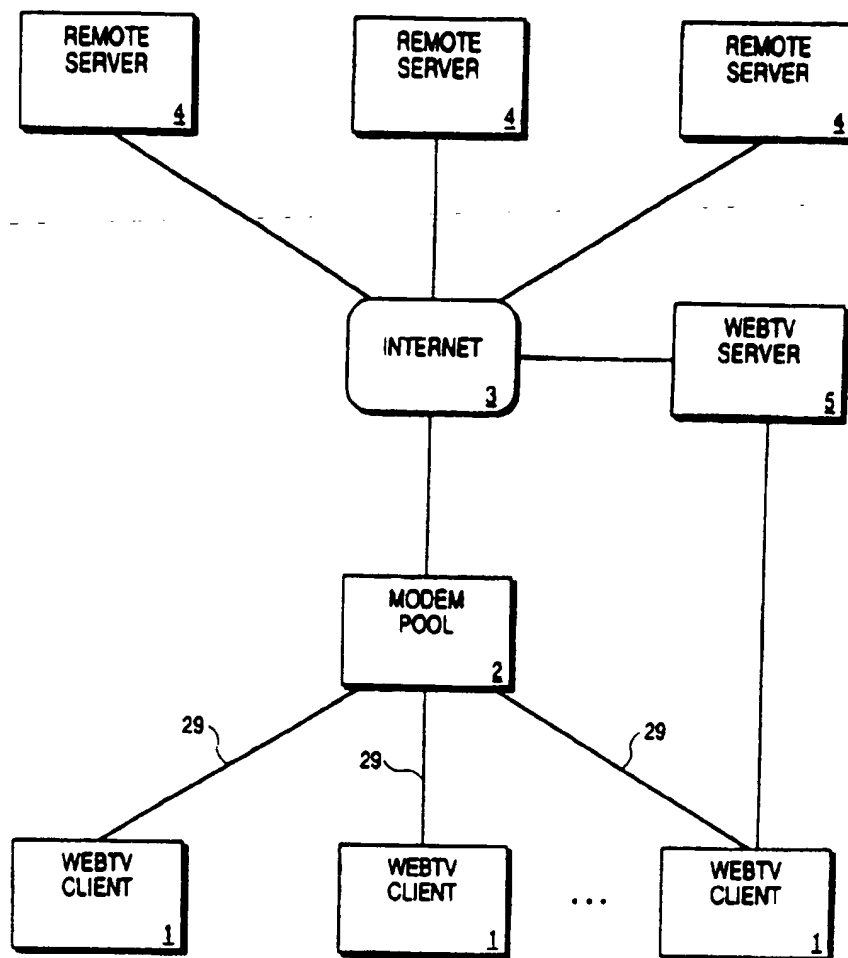 REMOTE
SERVER
4
REMOTE
SERVER
4
REMOTE
SERVER
4
INTERNET
3
WEBTV
SERVER
5
MODEM
POOL
2
29
29
29
WEBTV
CLIENT
1
WEBTV
CLIENT
1
...
WEBTV
CLIENT
1